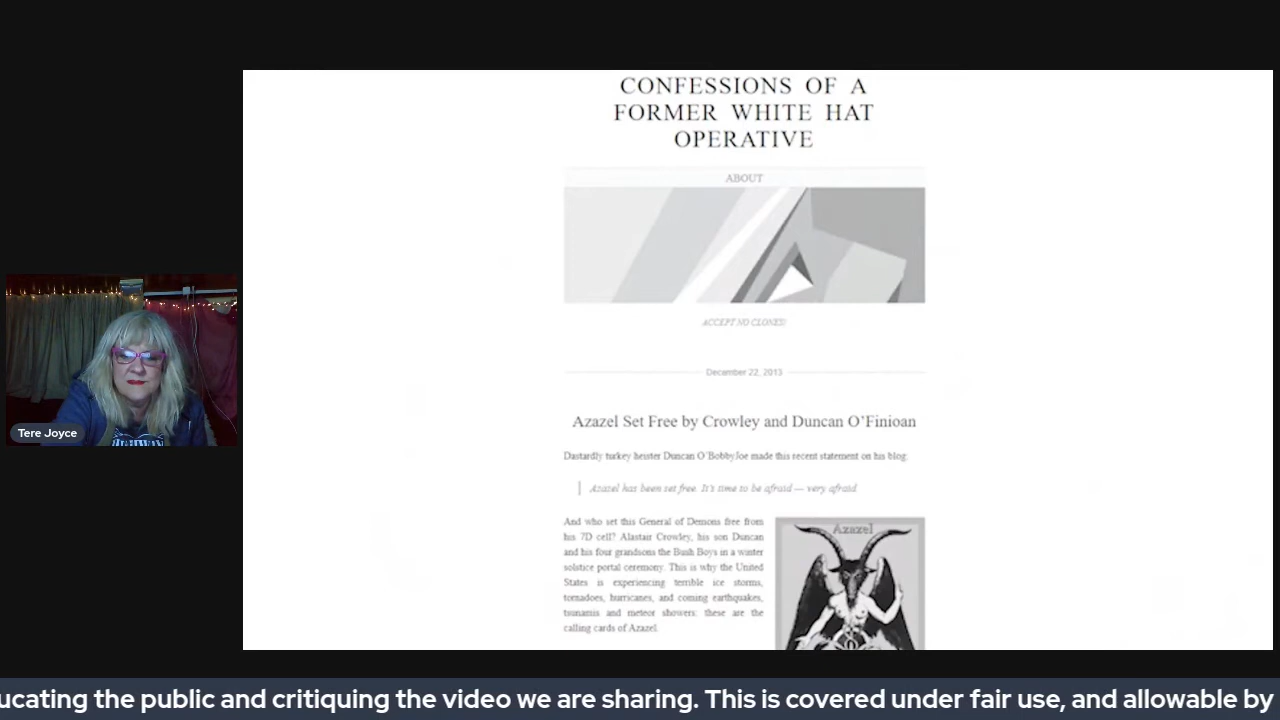 CONFESSIONS OF A
FORMER WHITE HAT
OPERATIVE
ABOUT
ACCEPT NO CLONES!
December 22, 2013
Azazel Set Free by Crowley and Duncan O'Finioan
Dastardly turkey heister Duncan O'BobbyJoe made this recent statement on his blog:
Azazel has been set free. It's time to be afraid — very afraid
And who set this General of Demons free from
his 7D cell? Alastair Crowley, his son Duncan
and his four grandsons the Bush Boys in a winter
solstice portal ceremony. This is why the United
States is experiencing terrible ice storms,
tornadoes, hurricanes, and coming earthquakes,
tsunamis and meteor showers: these are the
calling cards of Azazel.
Azazel
Tere Joyce
ucating the public and critiquing the video we are sharing. This is covered under fair use, and allowable by